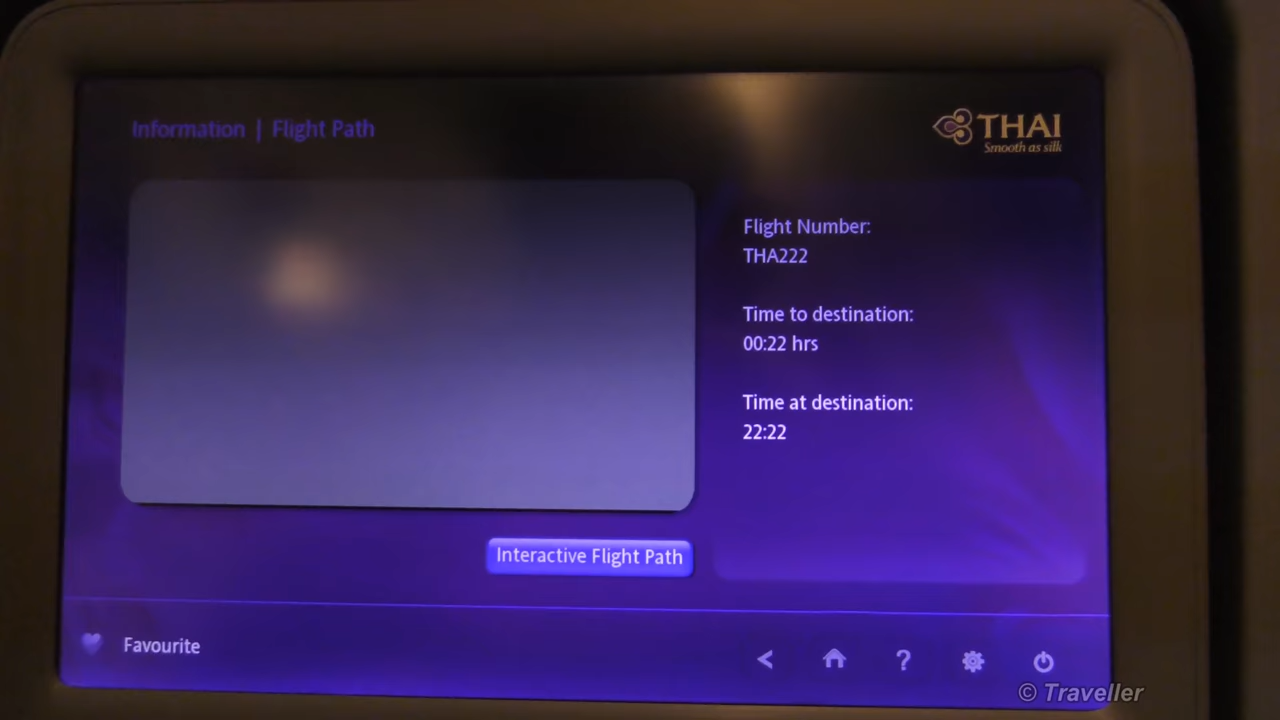 Information | Flight Path
THAI
Smooth as silk
Flight Number:
THA222
Time to destination:
00:22 hrs
Time at destination:
22:22
Interactive Flight Path
Favourite
?
© Traveller